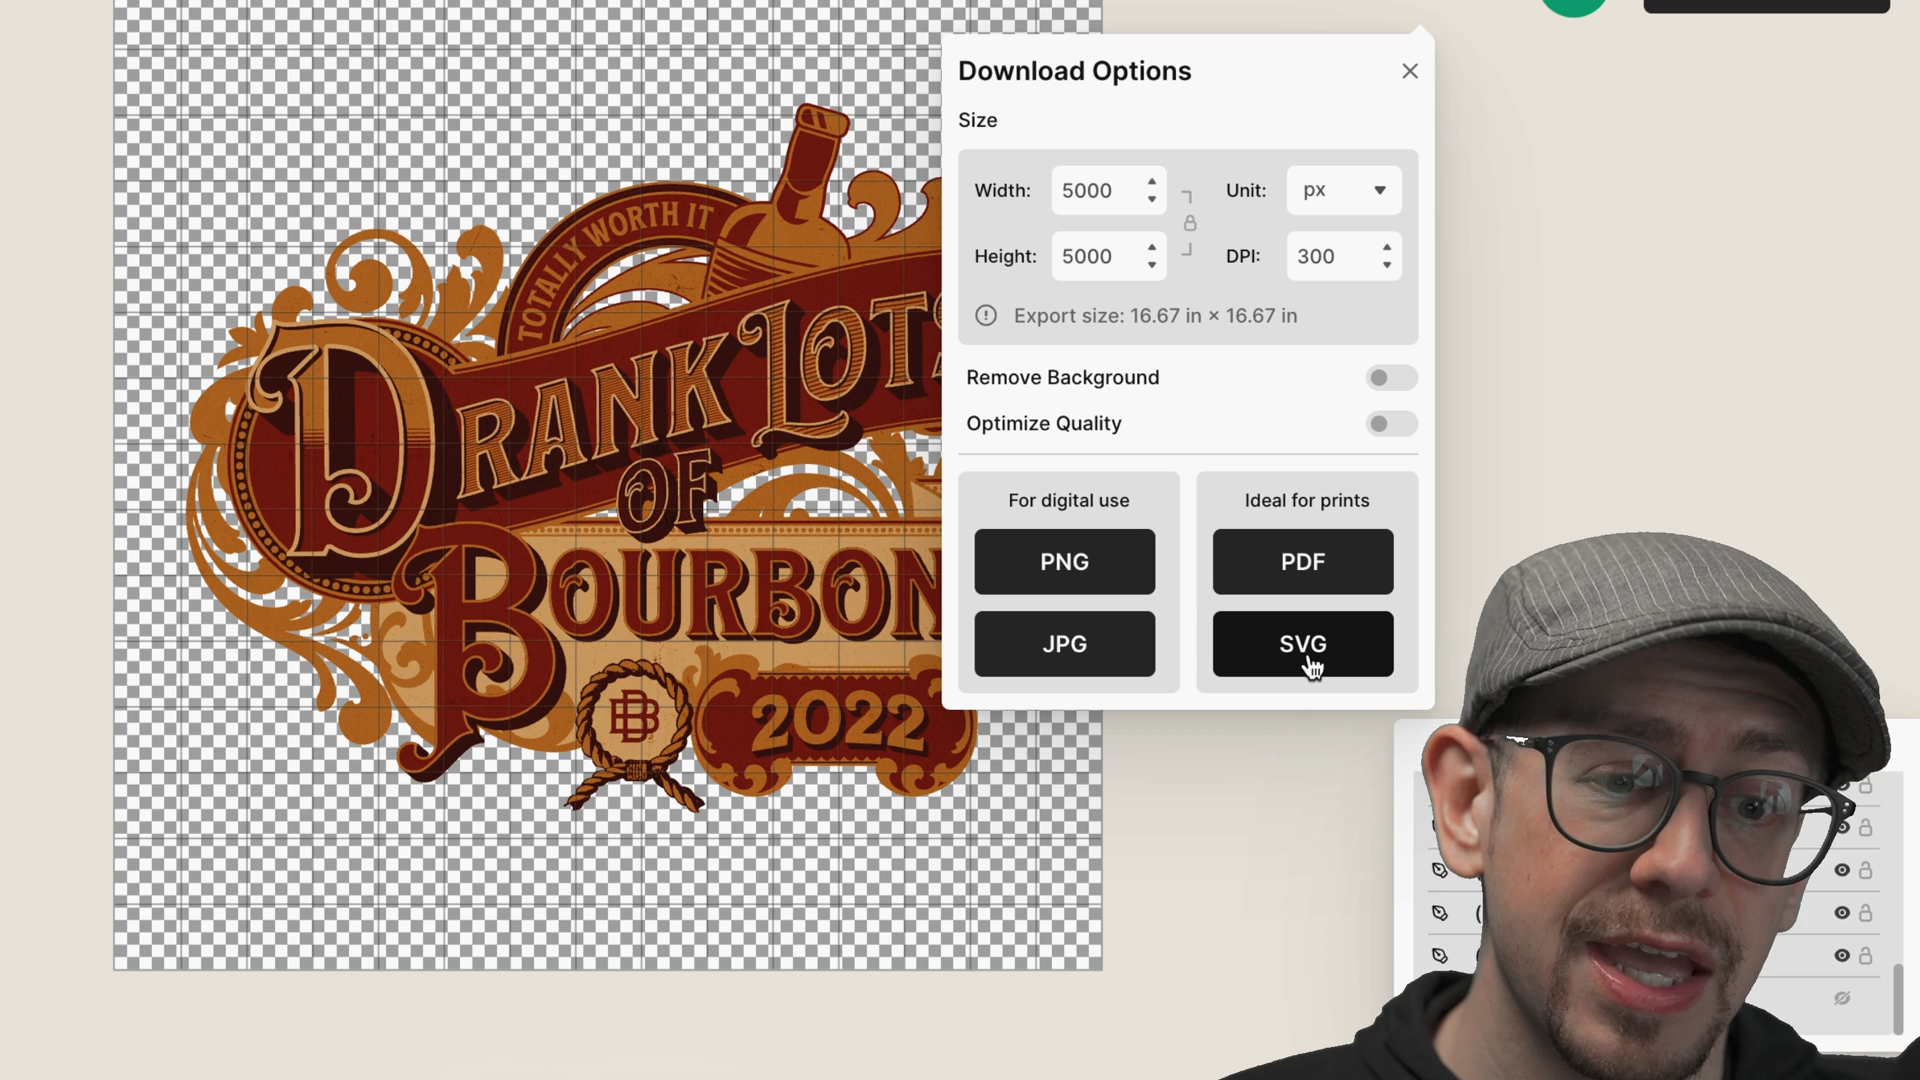 Download Options
Size
Width: 5000
Unit: px
Height: 5000
DPI: 300
Export size: 16.67 in × 16.67 in
Remove Background
Optimize Quality
For digital use
Ideal for prints
PNG
PDF
JPG
SVG
TOTALLY WORTH IT
DRANK LOTS
OF
BOURBON
B B
2022
(